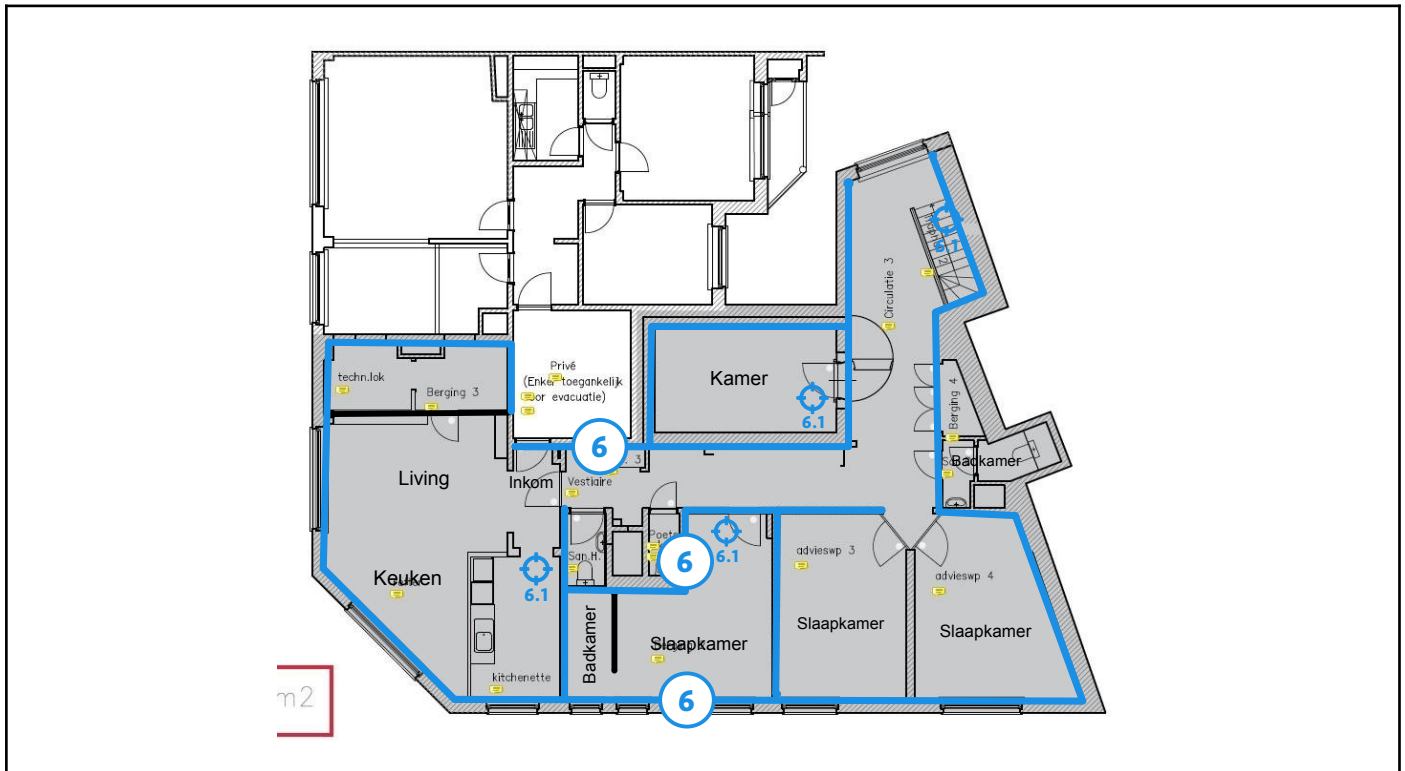 6.1
Circulatie 3
Privé
(Enkel toegankelijk
voor evacuatie)
Kamer
techn.lok
Berging 3
6.1
Berging 4
6
Living
Inkom
Vestiaire
3
Badkamer
Keuken
San.H.
6
6.1
advieswp 3
advieswp 4
6.1
Badkamer
Slaapkamer
Slaapkamer
Slaapkamer
kitchenette
6
m2